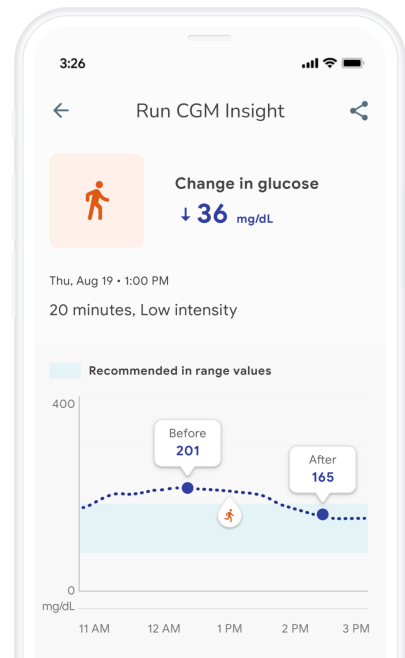 3:26
Run CGM Insight
Change in glucose
↓ 36 mg/dL
Thu, Aug 19 • 1:00 PM
20 minutes, Low intensity
Recommended in range values
400
Before
201
After
165
0
mg/dL
11 AM 12 AM 1 PM 2 PM 3 PM